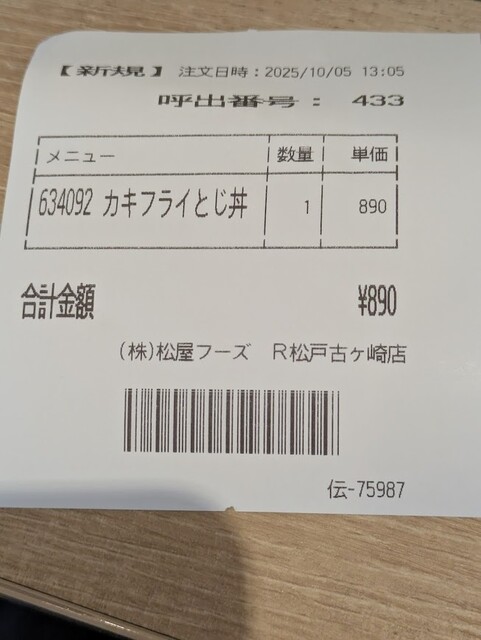 【新規】 注文日時：2025/10/05 13:05
呼出番号： 433
メニュー 数量 単価
634092 カキフライとじ丼 1 890
合計金額 ¥890
(株)松屋フーズ R松戸古ヶ崎店
伝-75987